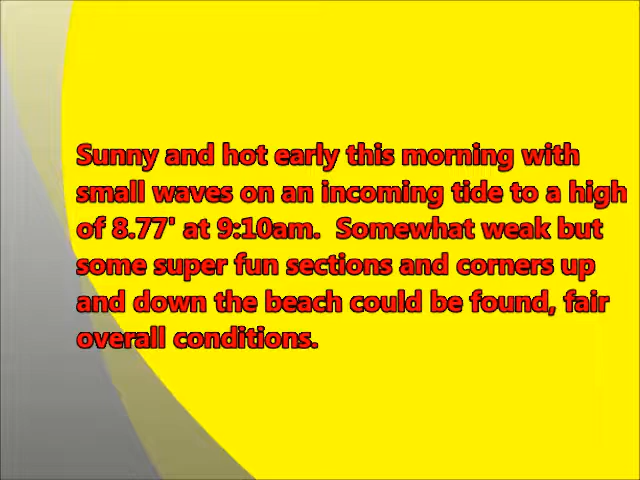 Sunny and hot early this morning with
small waves on an incoming tide to a high
of 8.77' at 9:10am.  Somewhat weak but
some super fun sections and corners up
and down the beach could be found, fair
overall conditions.